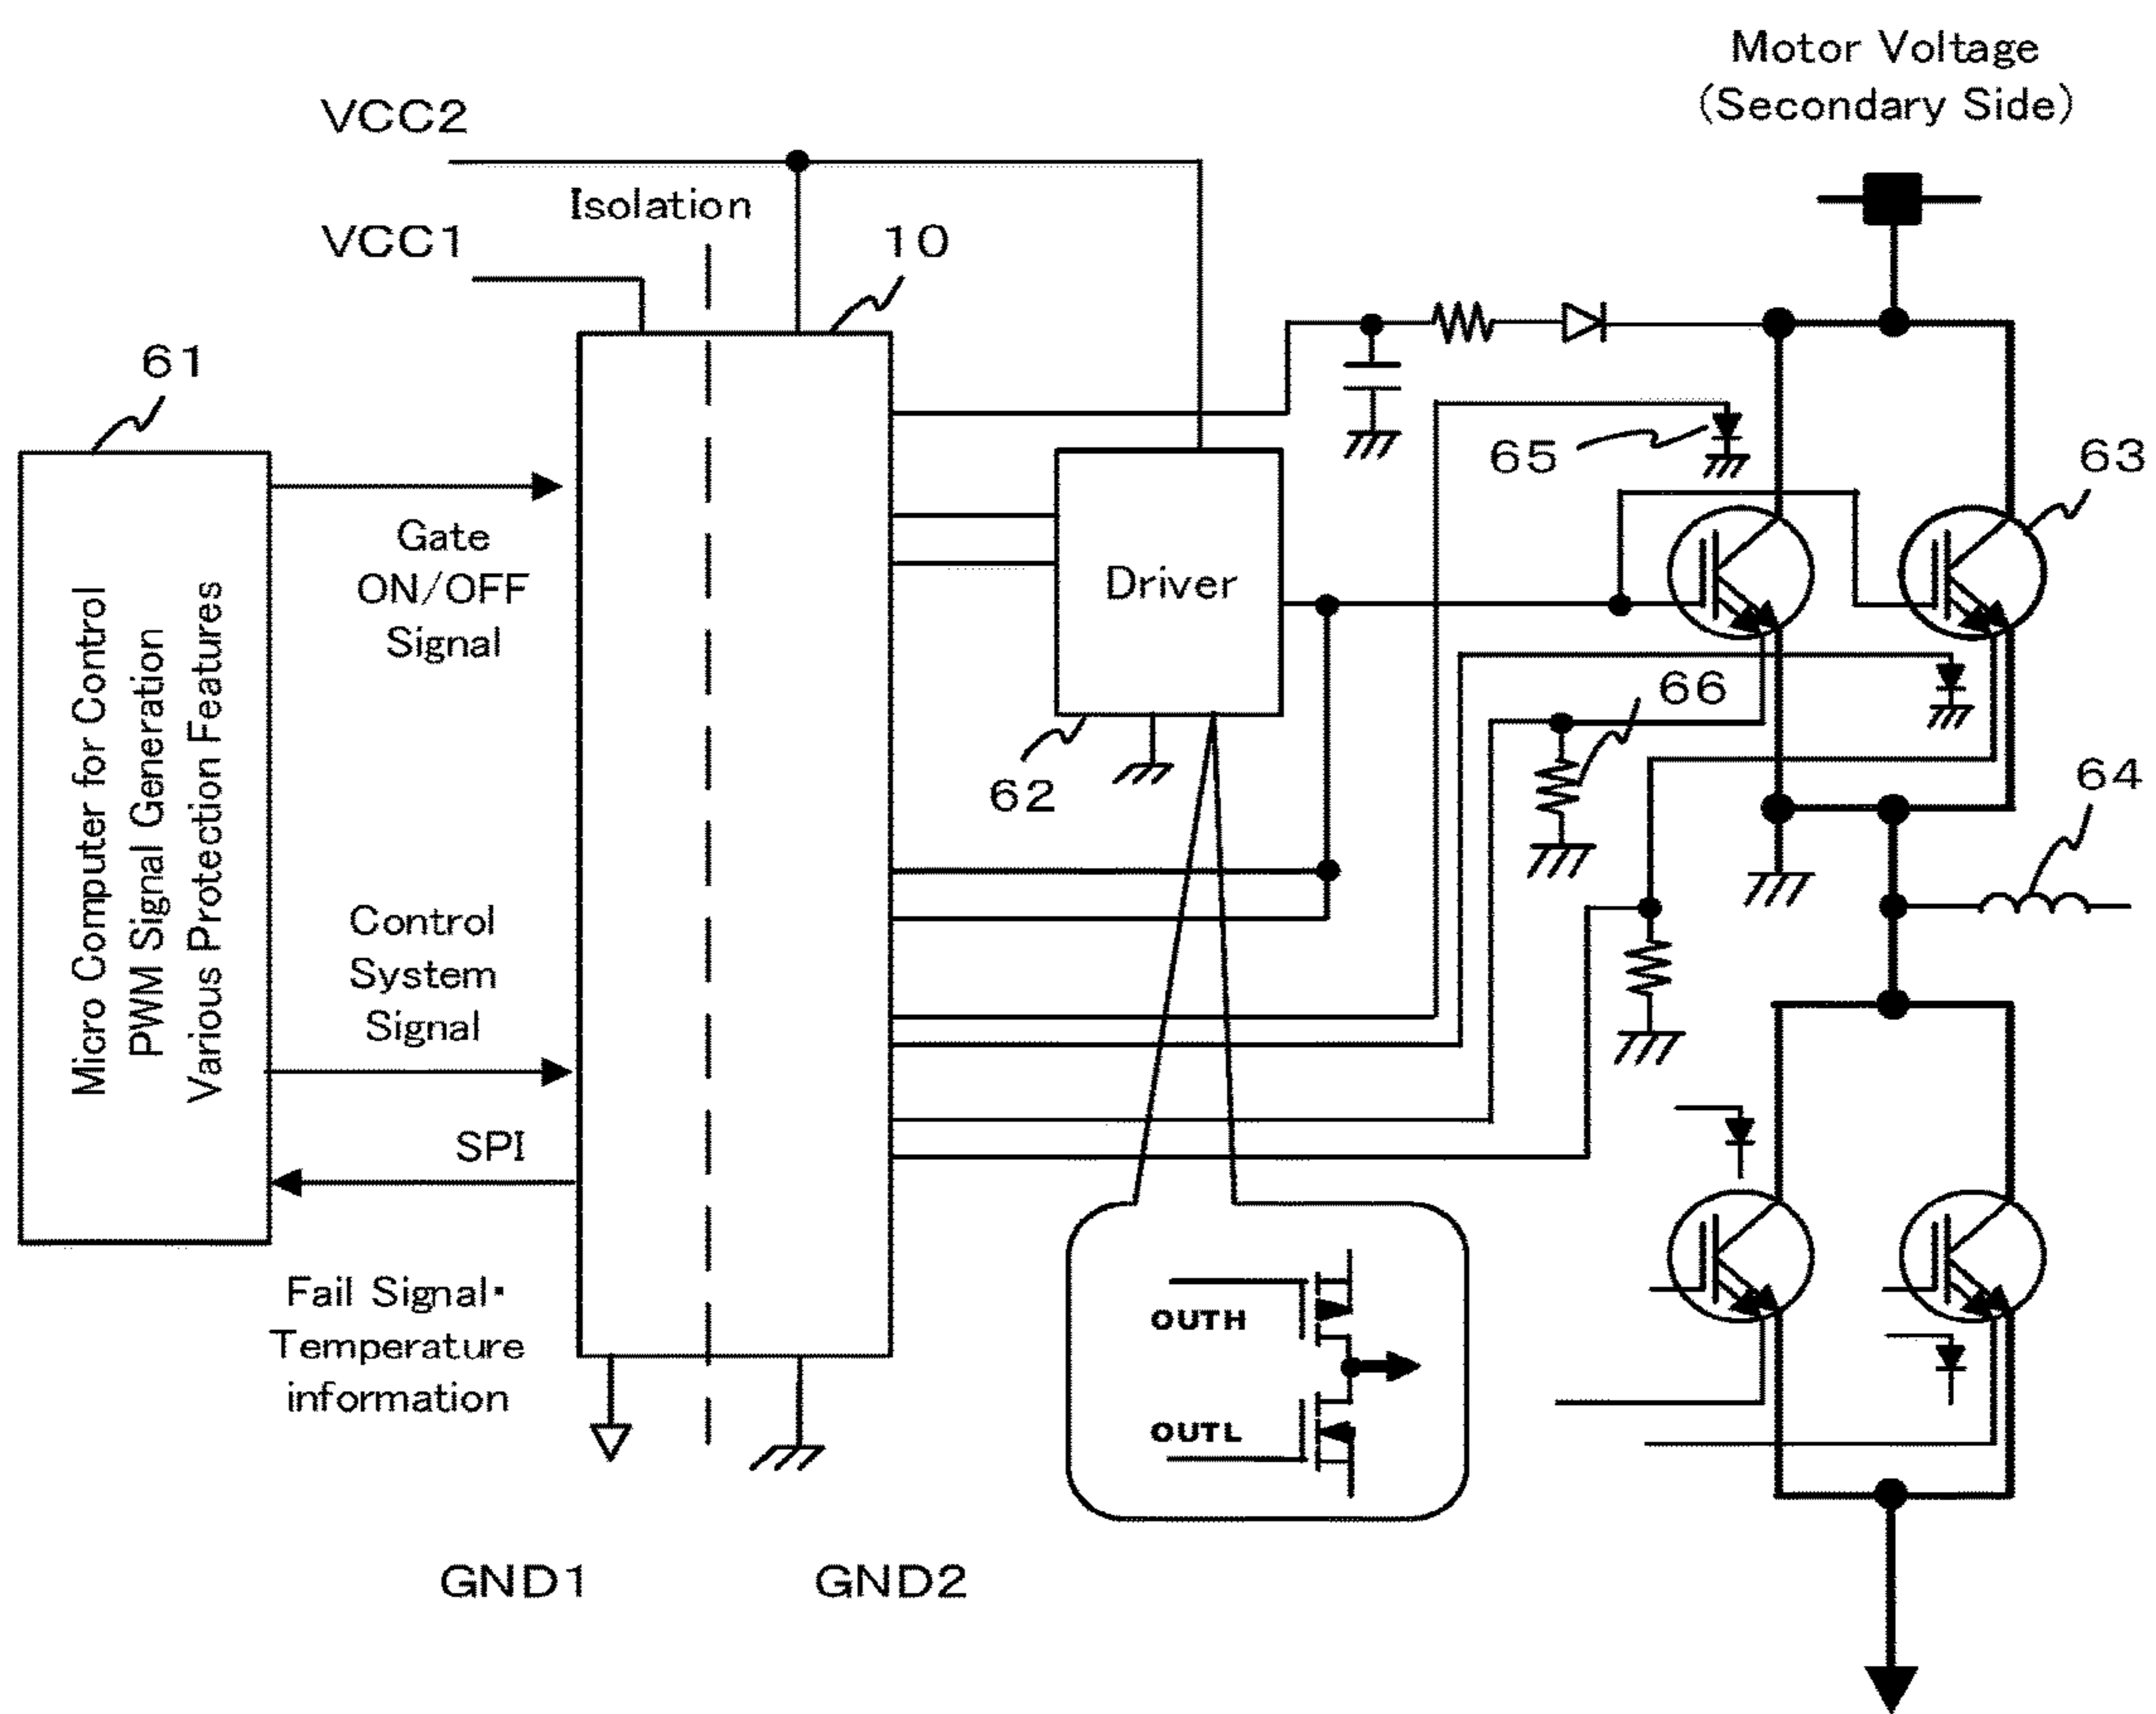 Motor Voltage
(Secondary Side)
VCC2
Isolation
VCC1
10
61
65
63
Gate
ON/OFF
Signal
Driver
Micro Computer for Control
PWM Signal Generation
Various Protection Features
66
62
64
Control
System
Signal
SPI
Fail Signal・
Temperature
information
OUTH
OUTL
GND1
GND2